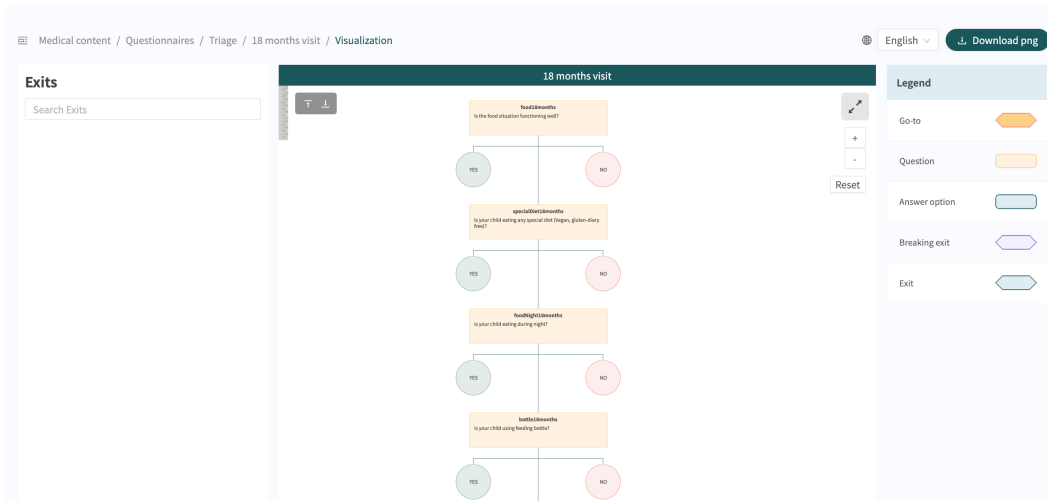 Medical content / Questionnaires / Triage / 18 months visit / Visualization
English
Download png
Exits
Search Exits
18 months visit
food18months
Is the food situation functioning well?
YES
NO
specialDiet18months
Is your child eating any special diet (Vegan, gluten-diary
free)?
YES
NO
foodNight18months
Is your child eating during night?
YES
NO
bottle18months
Is your child using feeding bottle?
YES
NO
+
-
Reset
Legend
Go-to
Question
Answer option
Breaking exit
Exit